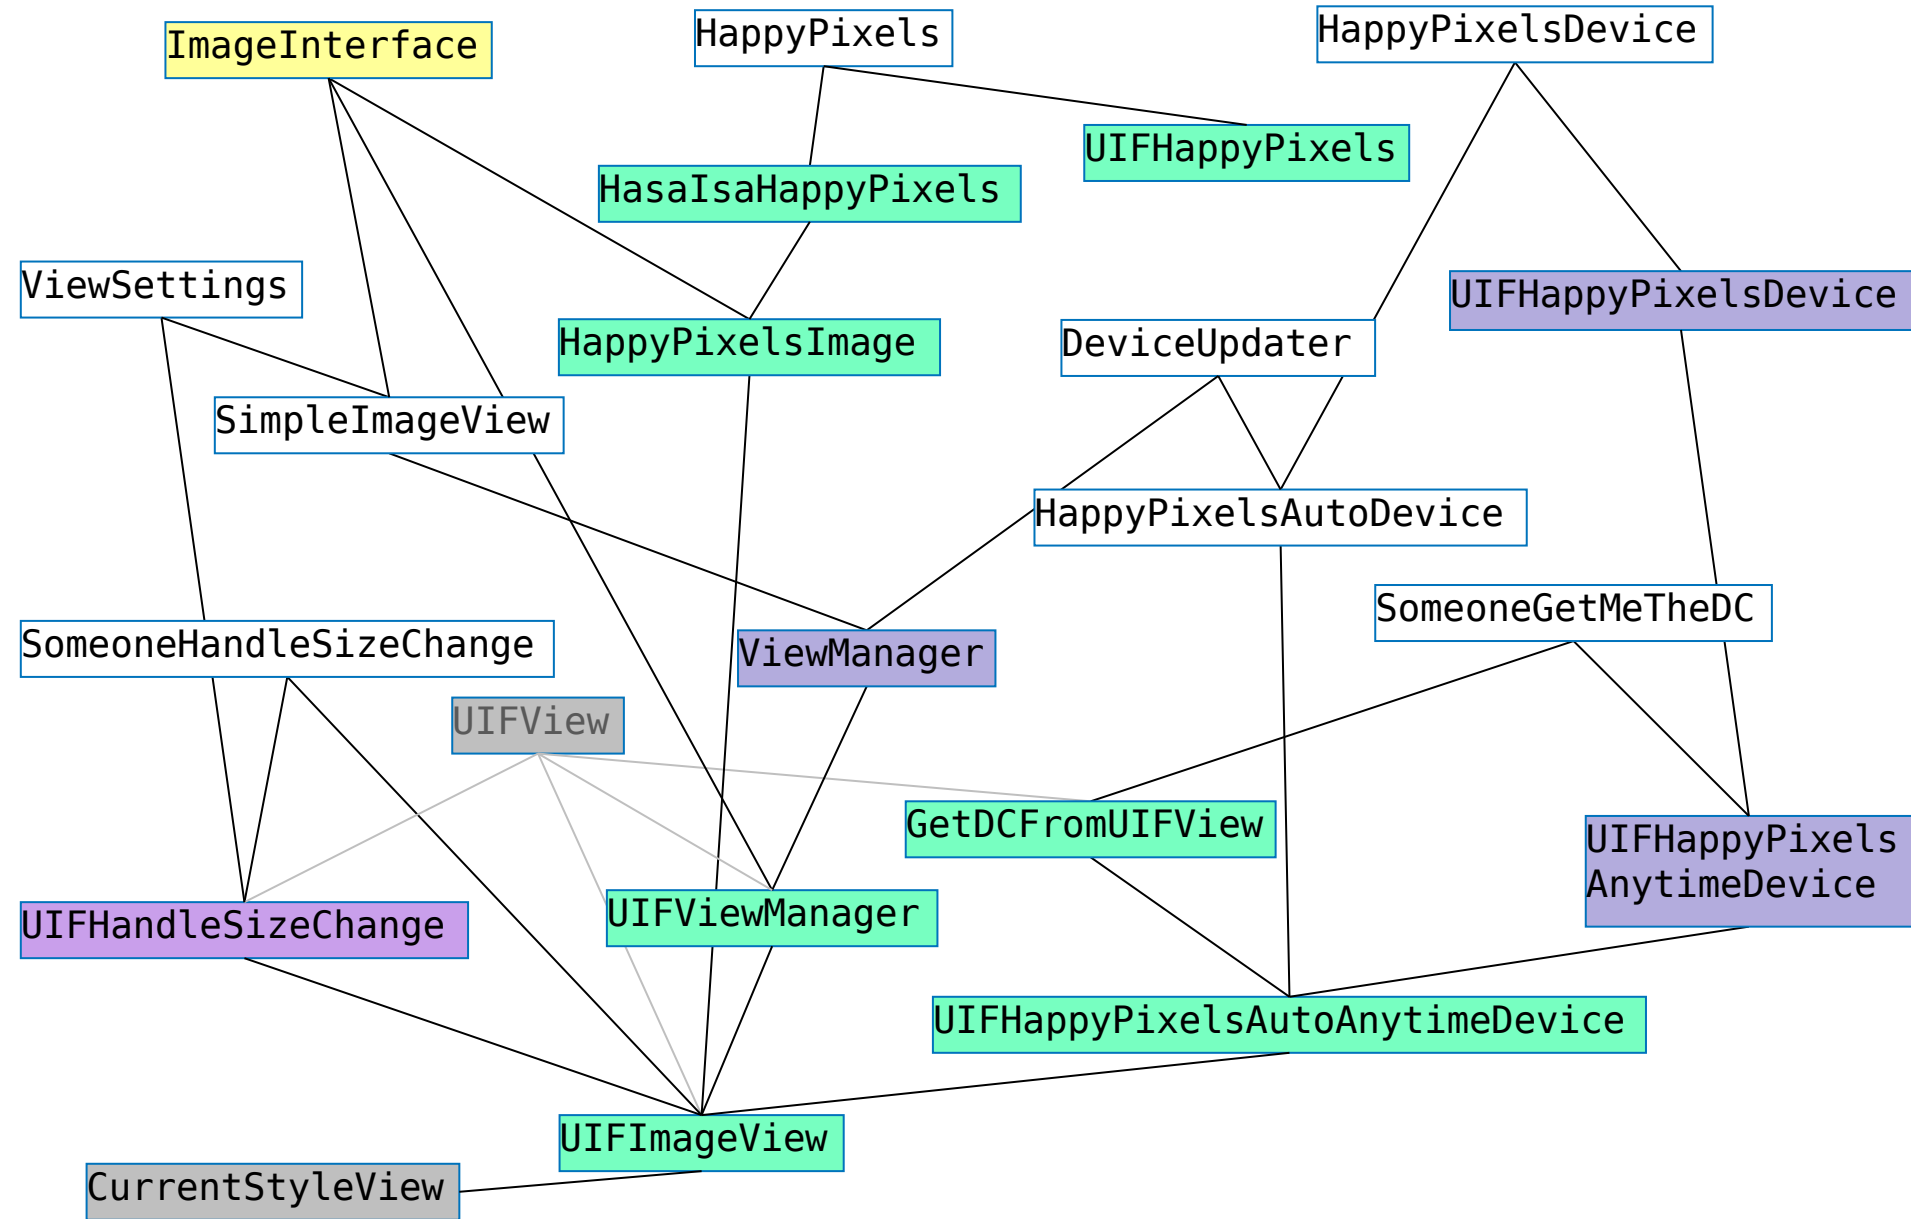 ImageInterface
HappyPixels
HappyPixelsDevice
UIFHappyPixels
HasaIsaHappyPixels
ViewSettings
UIFHappyPixelsDevice
HappyPixelsImage
DeviceUpdater
SimpleImageView
HappyPixelsAutoDevice
SomeoneGetMeTheDC
SomeoneHandleSizeChange
ViewManager
UIFView
GetDCFromUIFView
UIFHappyPixels
AnytimeDevice
UIFHandleSizeChange
UIFViewManager
UIFHappyPixelsAutoAnytimeDevice
UIFImageView
CurrentStyleView